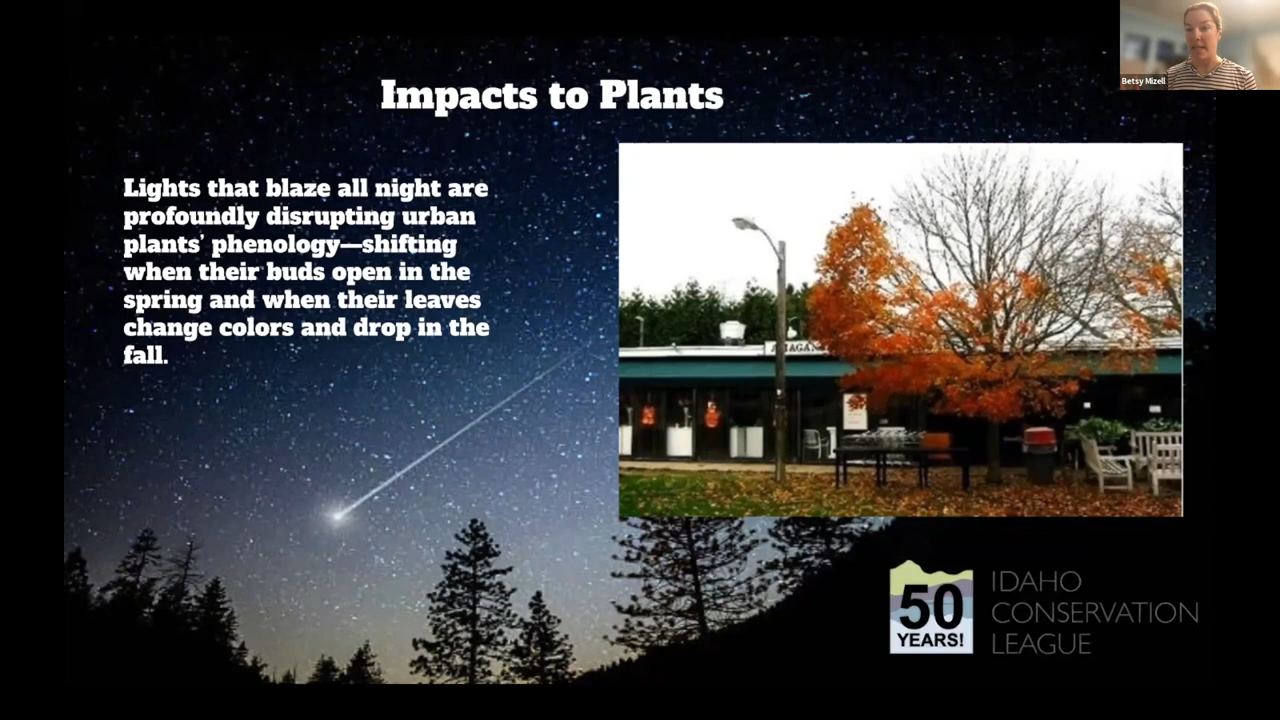 Betsy Mizell
Impacts to Plants
Lights that blaze all night are
profoundly disrupting urban
plants' phenology—shifting
when their buds open in the
spring and when their leaves
change colors and drop in the
fall.
50
YEARS!
IDAHO
CONSERVATION
LEAGUE